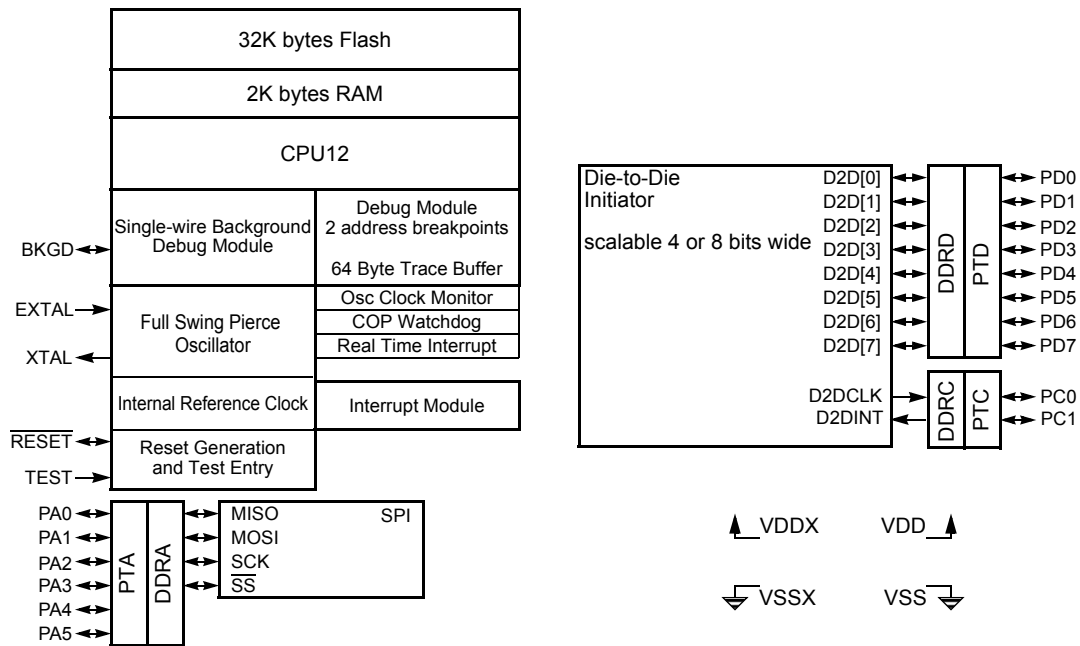 32K bytes Flash
2K bytes RAM
CPU12
Single-wire Background
Debug Module
Debug Module
2 address breakpoints
64 Byte Trace Buffer
BKGD
EXTAL
XTAL
Full Swing Pierce
Oscillator
Osc Clock Monitor
COP Watchdog
Real Time Interrupt
Internal Reference Clock
Interrupt Module
RESET
TEST
Reset Generation
and Test Entry
PA0
PA1
PA2
PA3
PA4
PA5
PTA
DDRA
MISO
MOSI
SCK
SS
SPI
Die-to-Die
Initiator
scalable 4 or 8 bits wide
D2D[0]
D2D[1]
D2D[2]
D2D[3]
D2D[4]
D2D[5]
D2D[6]
D2D[7]
DDRD
PTD
PD0
PD1
PD2
PD3
PD4
PD5
PD6
PD7
D2DCLK
D2DINT
DDRC
PTC
PC0
PC1
VDDX
VDD
VSSX
VSS